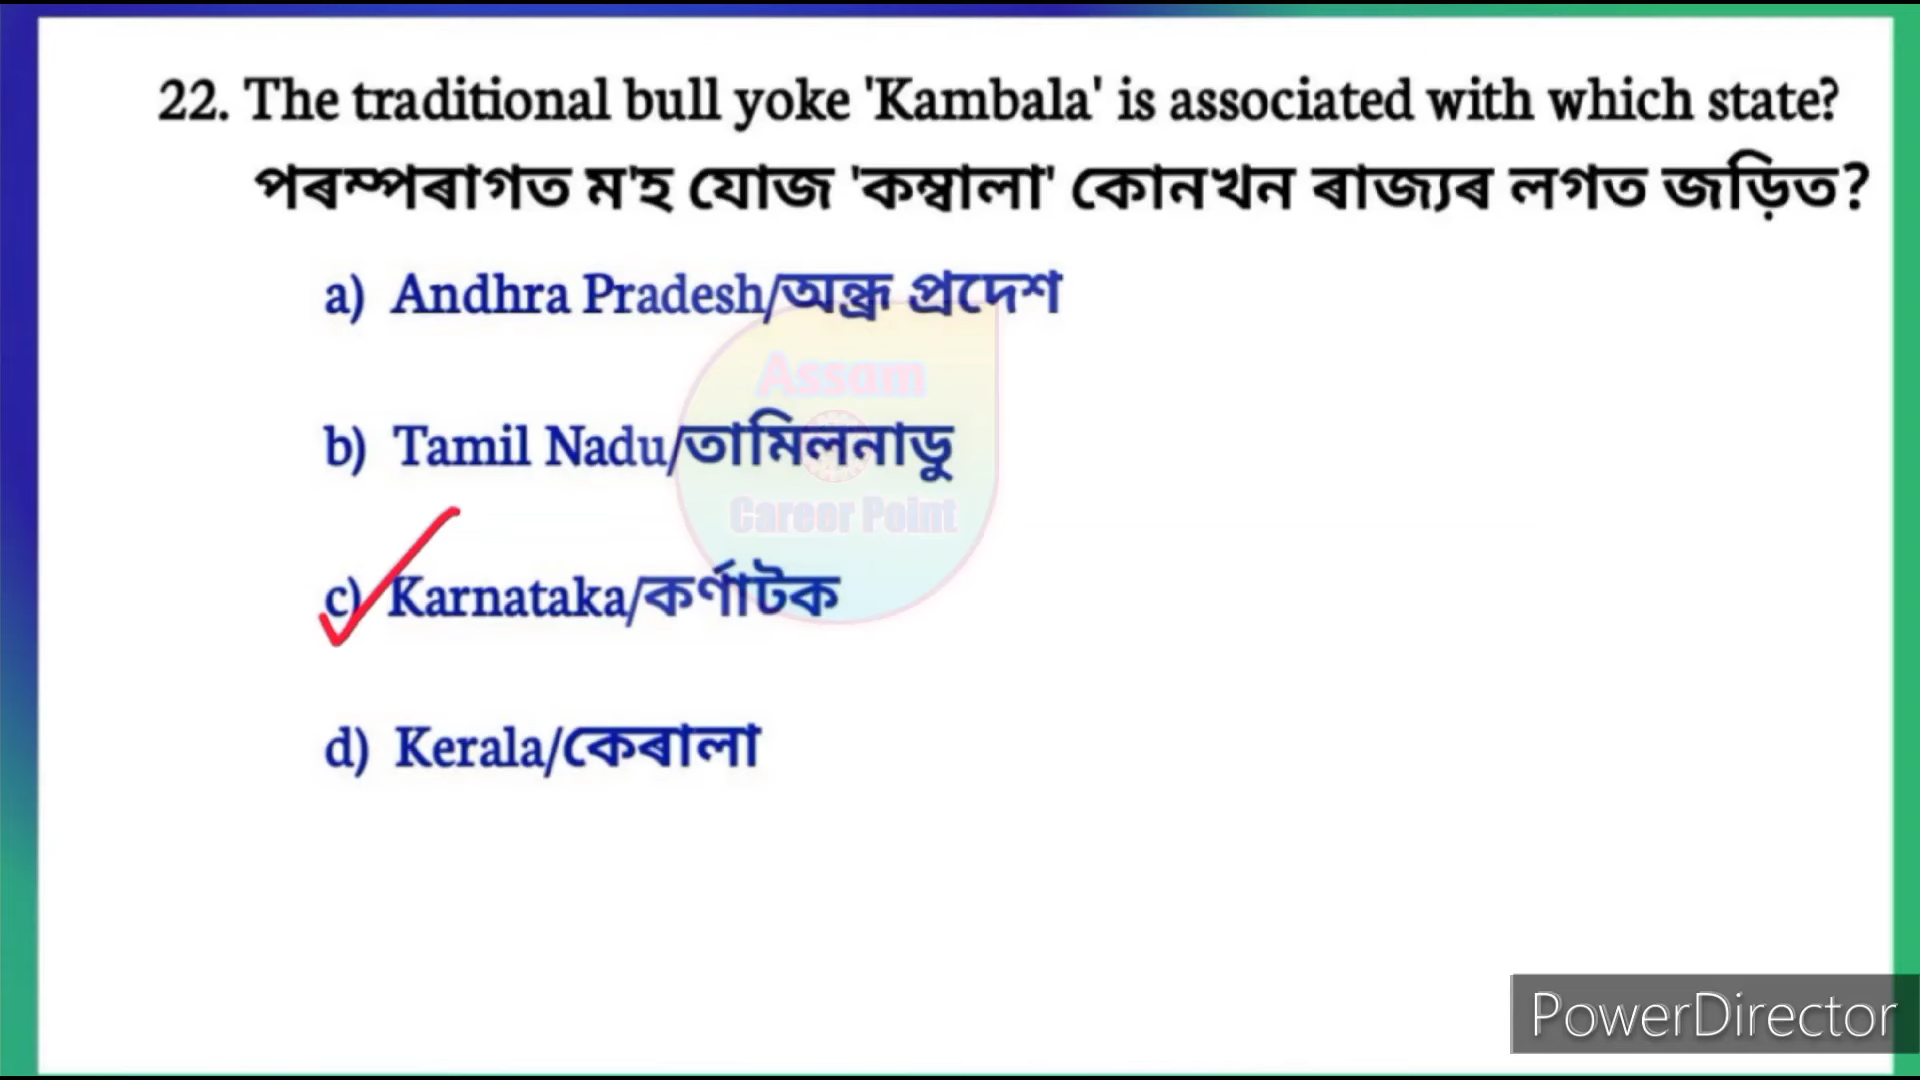 22. The traditional bull yoke 'Kambala' is associated with which state?
পৰম্পৰাগত ম'হ যোজ 'কম্বালা' কোনখন ৰাজ্যৰ লগত জড়িত?
a) Andhra Pradesh/অন্ধ্ৰ প্ৰদেশ
Assam
b) Tamil Nadu/তামিলনাডু
Career Point
c) Karnataka/কৰ্ণাটক
d) Kerala/কেৰালা
PowerDirector